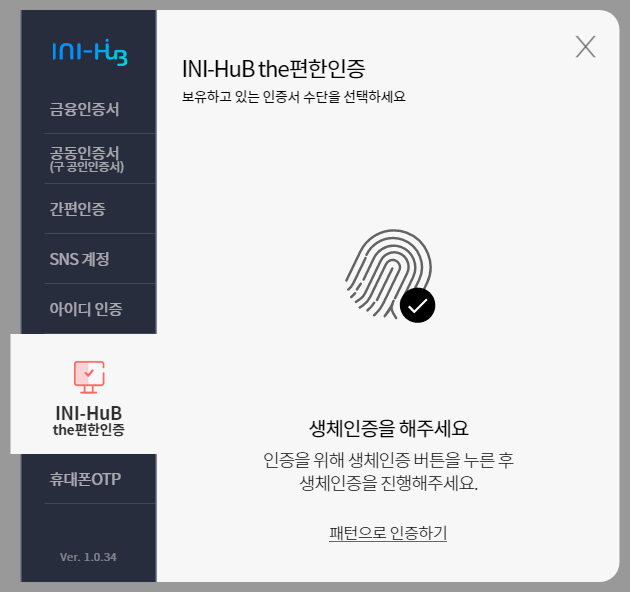 INI-HuB
금융인증서
공동인증서
(구 공인인증서)
간편인증
SNS 계정
아이디 인증
INI-HuB
the편한인증
휴대폰OTP
Ver. 1.0.34
INI-HuB the편한인증
보유하고 있는 인증서 수단을 선택하세요
생체인증을 해주세요
인증을 위해 생체인증 버튼을 누른 후
생체인증을 진행해주세요.
패턴으로 인증하기